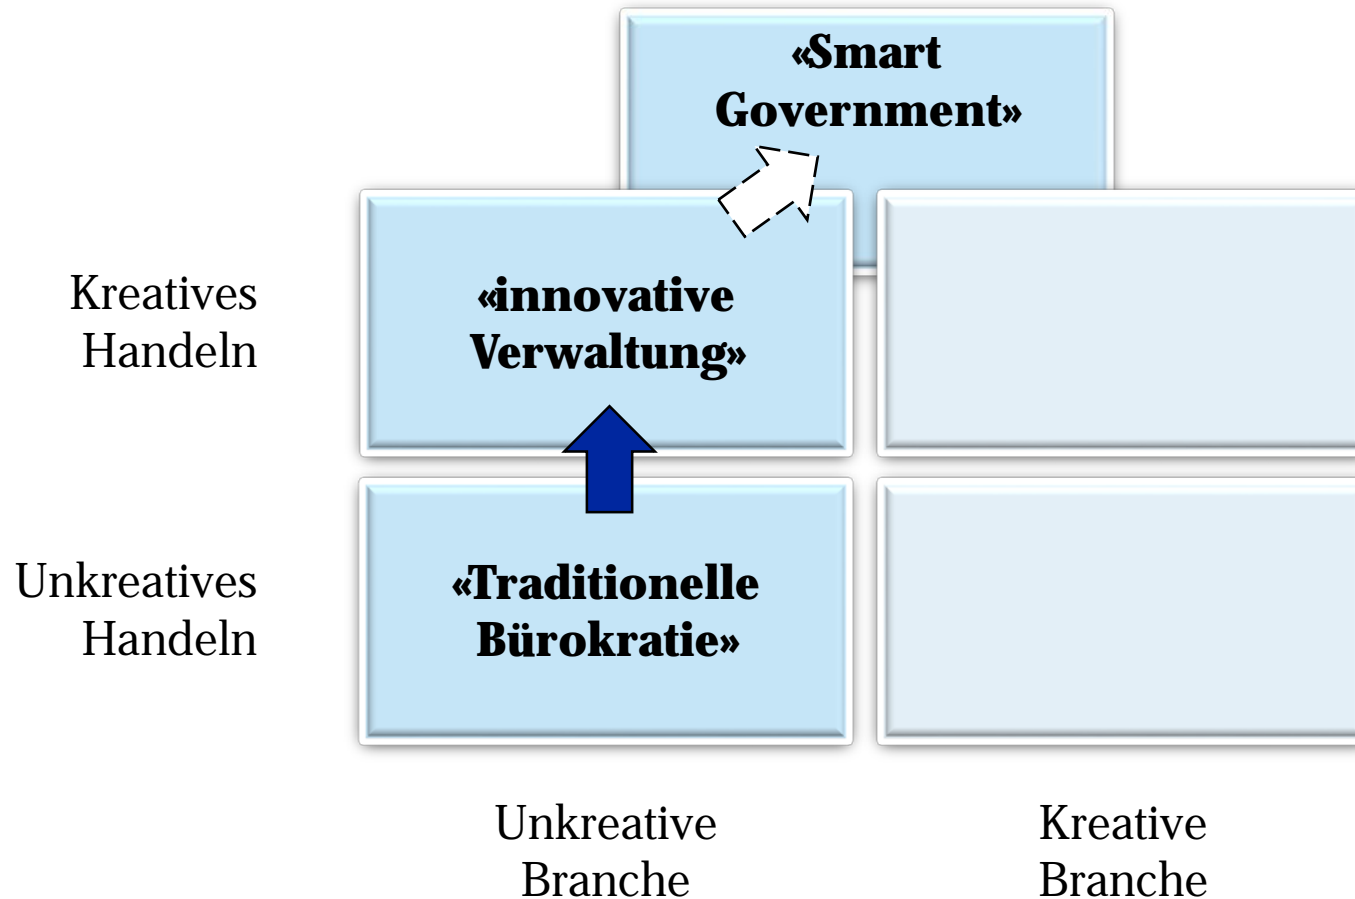 «Smart
Government»
Kreatives
Handeln
«innovative
Verwaltung»
Unkreatives
Handeln
«Traditionelle
Bürokratie»
Unkreative
Branche
Kreative
Branche